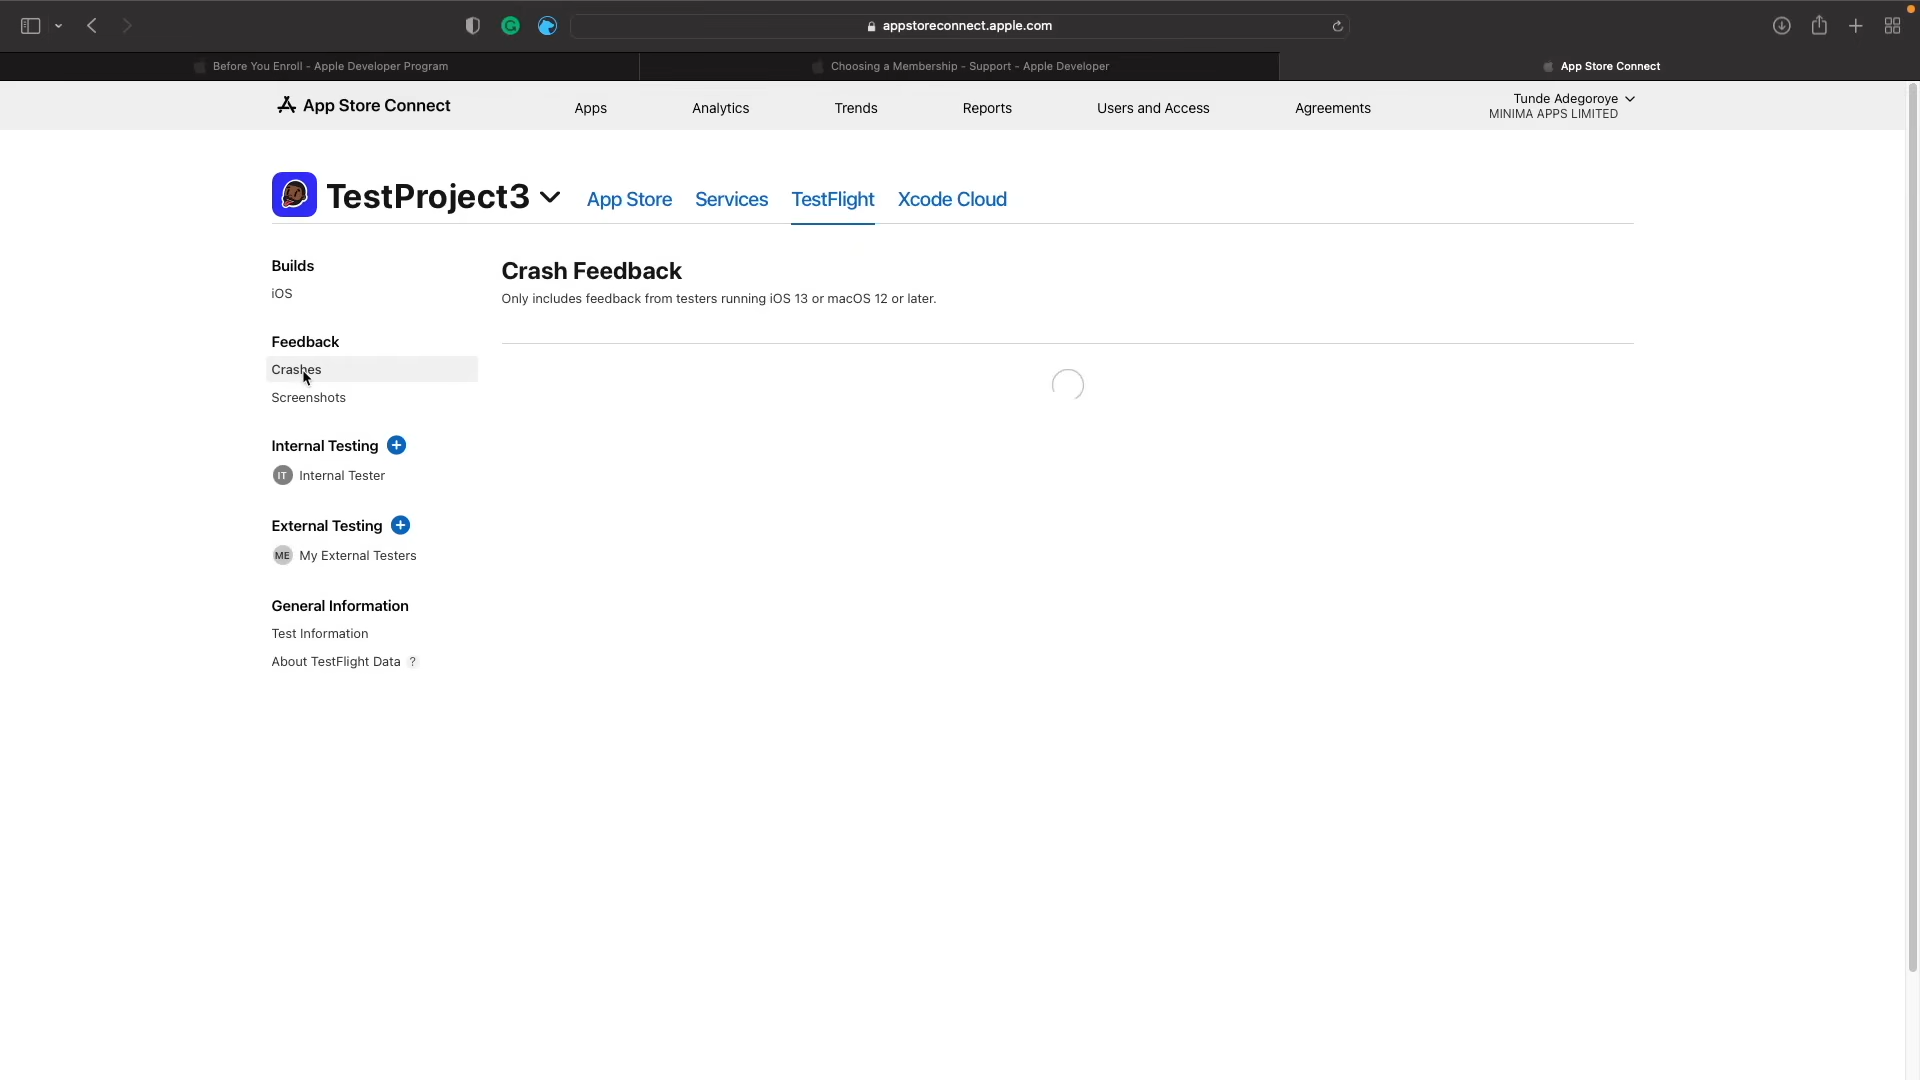 appstoreconnect.apple.com
Before You Enroll - Apple Developer Program
Choosing a Membership - Support - Apple Developer
App Store Connect
App Store Connect
Apps
Analytics
Trends
Reports
Users and Access
Agreements
Tunde Adegoroye
MINIMA APPS LIMITED
TestProject3
App Store
Services
TestFlight
Xcode Cloud
Builds
iOS
Feedback
Crashes
Screenshots
Internal Testing
IT Internal Tester
External Testing
ME My External Testers
General Information
Test Information
About TestFlight Data ?
Crash Feedback
Only includes feedback from testers running iOS 13 or macOS 12 or later.